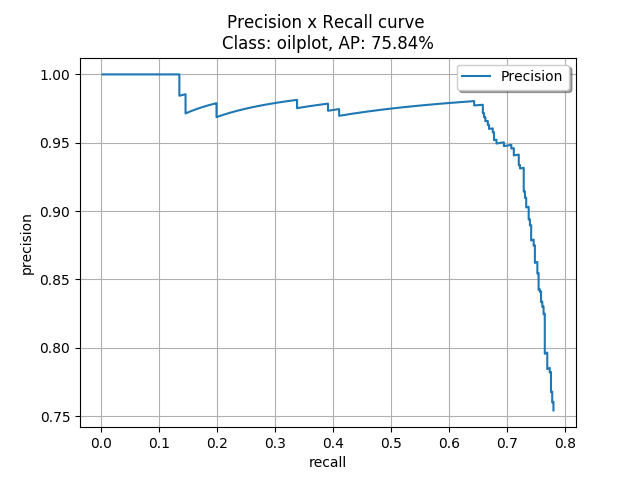 Precision x Recall curve
Class: oilplot, AP: 75.84%
Precision
1.00
0.95
0.90
0.85
0.80
0.75
precision
0.0 0.1 0.2 0.3 0.4 0.5 0.6 0.7 0.8
recall